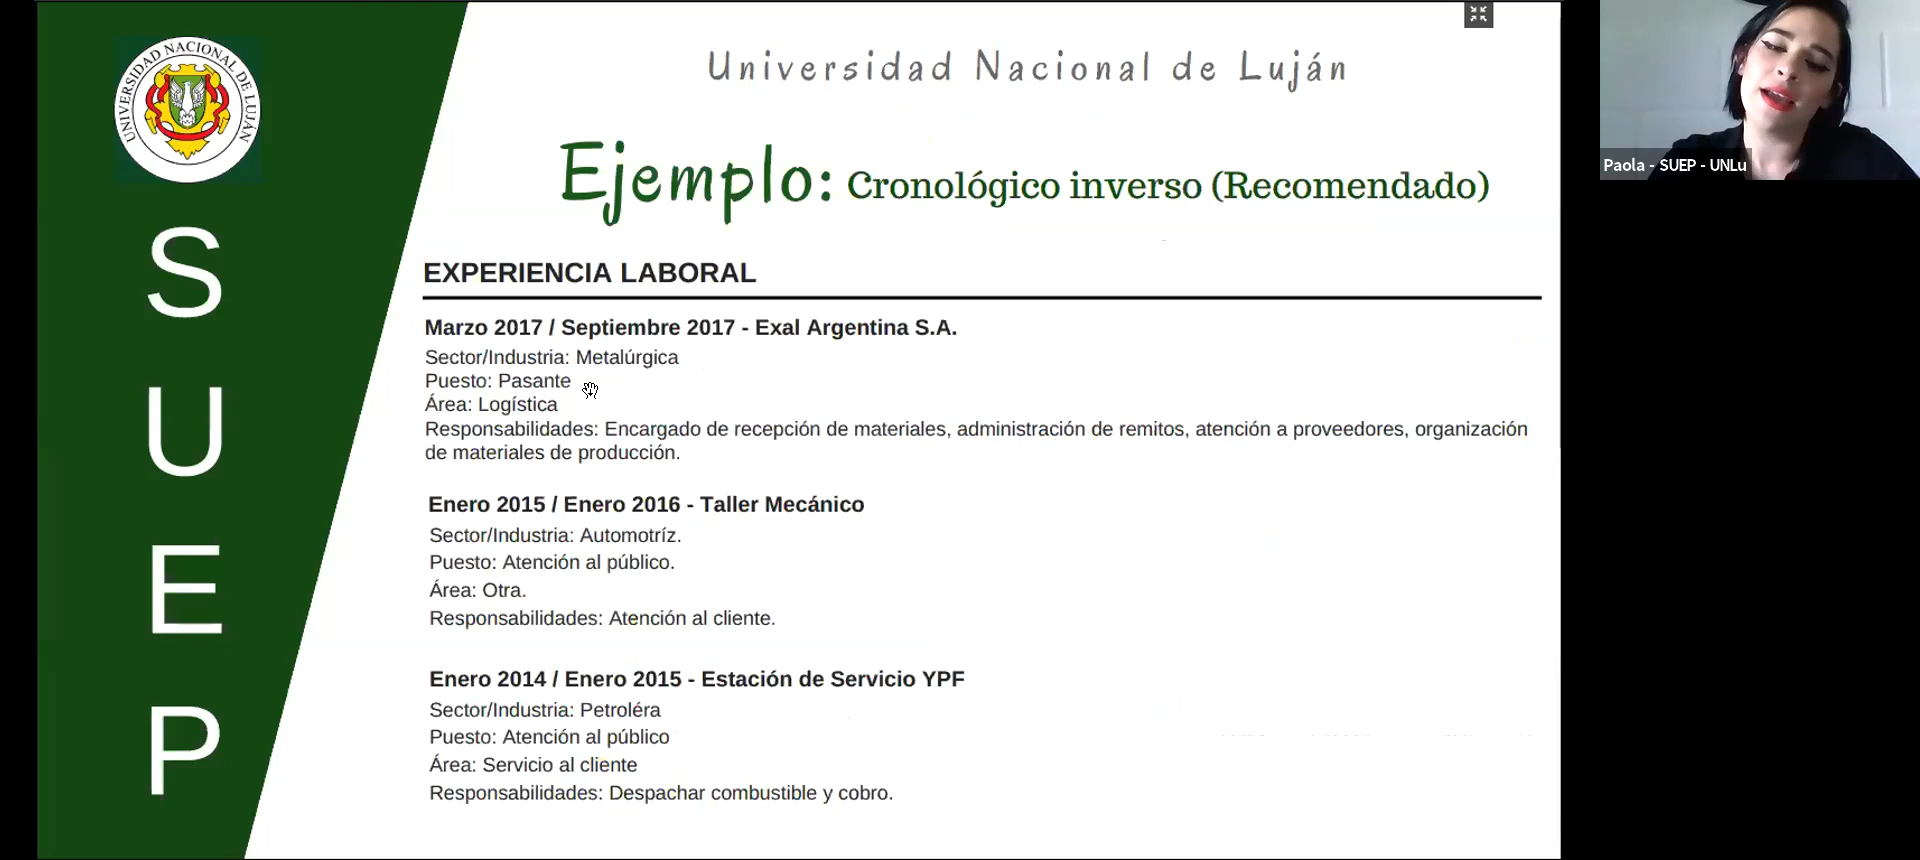 UNIVERSIDAD NACIONAL DE LUJÁN
S
U
E
P
Universidad Nacional de Luján
Ejemplo: Cronológico inverso (Recomendado)
EXPERIENCIA LABORAL
Marzo 2017 / Septiembre 2017 - Exal Argentina S.A.
Sector/Industria: Metalúrgica
Puesto: Pasante
Área: Logística
Responsabilidades: Encargado de recepción de materiales, administración de remitos, atención a proveedores, organización
de materiales de producción.
Enero 2015 / Enero 2016 - Taller Mecánico
Sector/Industria: Automotríz.
Puesto: Atención al público.
Área: Otra.
Responsabilidades: Atención al cliente.
Enero 2014 / Enero 2015 - Estación de Servicio YPF
Sector/Industria: Petroléra
Puesto: Atención al público
Área: Servicio al cliente
Responsabilidades: Despachar combustible y cobro.
Paola - SUEP - UNLu